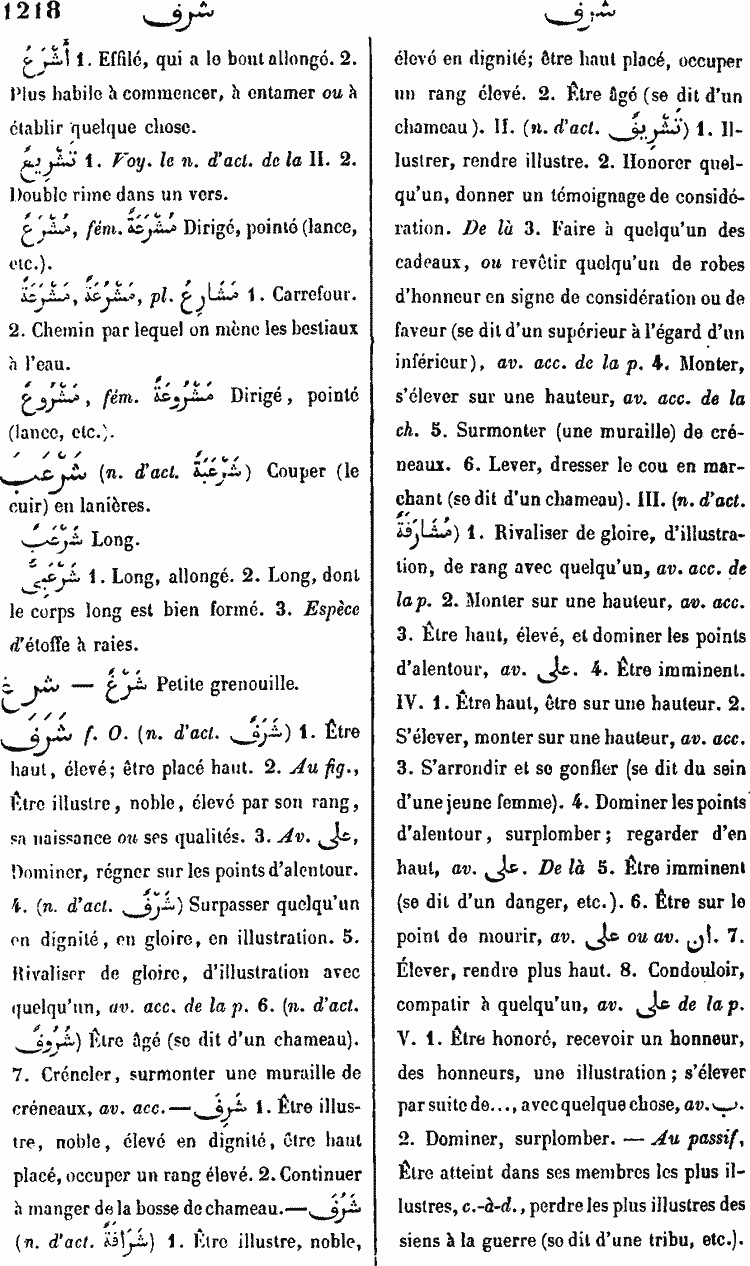 1218 شرف
شرف
أَشْرَعُ 1. Effilé, qui a le bout allongé. 2.
Plus habile à commencer, à entamer ou à
établir quelque chose.
تَشْرِيعٌ 1. Voy. le n. d'act. de la II. 2.
Double rime dans un vers.
مُشْرَعٌ, fém. مُشْرَعَةٌ Dirigé, pointé (lance,
etc.).
مَشْرَعَةٌ, مَشْرُعَةٌ, pl. مَشَارِعُ 1. Carrefour.
2. Chemin par lequel on mène les bestiaux
à l'eau.
مَشْرُوعٌ, fém. مَشْرُوعَةٌ Dirigé, pointé
(lance, etc.).
شَرْعَبَ (n. d'act. شَرْعَبَةٌ) Couper (le
cuir) en lanières.
شَرْعَبٌ Long.
شَرْعَبِىٌّ 1. Long, allongé. 2. Long, dont
le corps long est bien formé. 3. Espèce
d'étoffe à raies.
شرغ — شَرْغٌ Petite grenouille.
شَرَفَ f. O. (n. d'act. شَرَفٌ) 1. Être
haut, élevé; être placé haut. 2. Au fig.,
Être illustre, noble, élevé par son rang,
sa naissance ou ses qualités. 3. Av. على,
Dominer, régner sur les points d'alentour.
4. (n. d'act. شَرْفٌ) Surpasser quelqu'un
en dignité, en gloire, en illustration. 5.
Rivaliser de gloire, d'illustration avec
quelqu'un, av. acc. de la p. 6. (n. d'act.
شُرُوفٌ) Être âgé (se dit d'un chameau).
7. Créneler, surmonter une muraille de
créneaux, av. acc.—شَرِفَ 1. Être illus-
tre, noble, élevé en dignité, être haut
placé, occuper un rang élevé. 2. Continuer
à manger de la bosse de chameau.—شَرُفَ
(n. d'act. شَرَافَةٌ) 1. Être illustre, noble,
élevé en dignité; être haut placé, occuper
un rang élevé. 2. Être âgé (se dit d'un
chameau). II. (n. d'act. تَشْرِيفٌ) 1. Il-
lustrer, rendre illustre. 2. Honorer quel-
qu'un, donner un témoignage de considé-
ration. De là 3. Faire à quelqu'un des
cadeaux, ou revêtir quelqu'un de robes
d'honneur en signe de considération ou de
faveur (se dit d'un supérieur à l'égard d'un
inférieur), av. acc. de la p. 4. Monter,
s'élever sur une hauteur, av. acc. de la
ch. 5. Surmonter (une muraille) de cré-
neaux. 6. Lever, dresser le cou en mar-
chant (se dit d'un chameau). III. (n. d'act.
مُشَارَفَةٌ) 1. Rivaliser de gloire, d'illustra-
tion, de rang avec quelqu'un, av. acc. de
la p. 2. Monter sur une hauteur, av. acc.
3. Être haut, élevé, et dominer les points
d'alentour, av. على. 4. Être imminent.
IV. 1. Être haut, être sur une hauteur. 2.
S'élever, monter sur une hauteur, av. acc.
3. S'arrondir et se gonfler (se dit du sein
d'une jeune femme). 4. Dominer les points
d'alentour, surplomber; regarder d'en
haut, av. على. De là 5. Être imminent
(se dit d'un danger, etc.). 6. Être sur le
point de mourir, av. على ou av. ان. 7.
Élever, rendre plus haut. 8. Condouloir,
compatir à quelqu'un, av. على de la p.
V. 1. Être honoré, recevoir un honneur,
des honneurs, une illustration; s'élever
par suite de..., avec quelque chose, av. ب.
2. Dominer, surplomber. — Au passif,
Être atteint dans ses membres les plus il-
lustres, c.-à-d., perdre les plus illustres des
siens à la guerre (se dit d'une tribu, etc.).